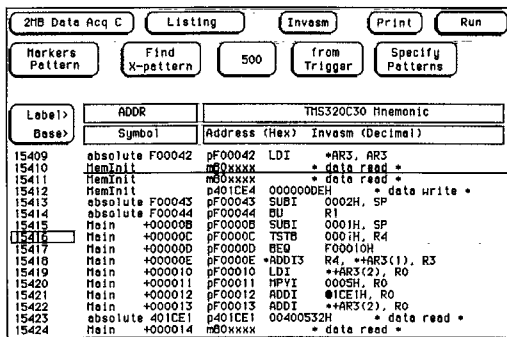 2MB Data Acq C Listing Invasm Print Run
Markers Pattern Find X-pattern 500 from Trigger Specify Patterns
Label> ADDR TMS320C30 Mnemonic
Base> Symbol Address (Hex) Invasm (Decimal)
15409 absolute F00042 pF00042 LDI *AR3, AR3
15410 MemInit m80xxxx * data read *
15411 MemInit m80xxxx * data read *
15412 MemInit p401CE4 000000DEH * data write *
15413 absolute F00043 pF00043 SUBI 0002H, SP
15414 absolute F00044 pF00044 BU R1
15415 Main +00000B pF0000B SUBI 0001H, SP
15416 Main +00000C pF0000C TSTB 0001H, R4
15417 Main +00000D pF0000D BEQ F00010H
15418 Main +00000E pF0000E *ADDI3 R4, *+AR3(1), R3
15419 Main +000010 pF00010 LDI *+AR3(2), R0
15420 Main +000011 pF00011 MPYI 0005H, R0
15421 Main +000012 pF00012 ADDI 1CE1H, R0
15422 Main +000013 pF00013 ADDI *+AR3(2), R0
15423 absolute 401CE1 p401CE1 00400532H * data read *
15424 Main +000014 m80xxxx * data read *